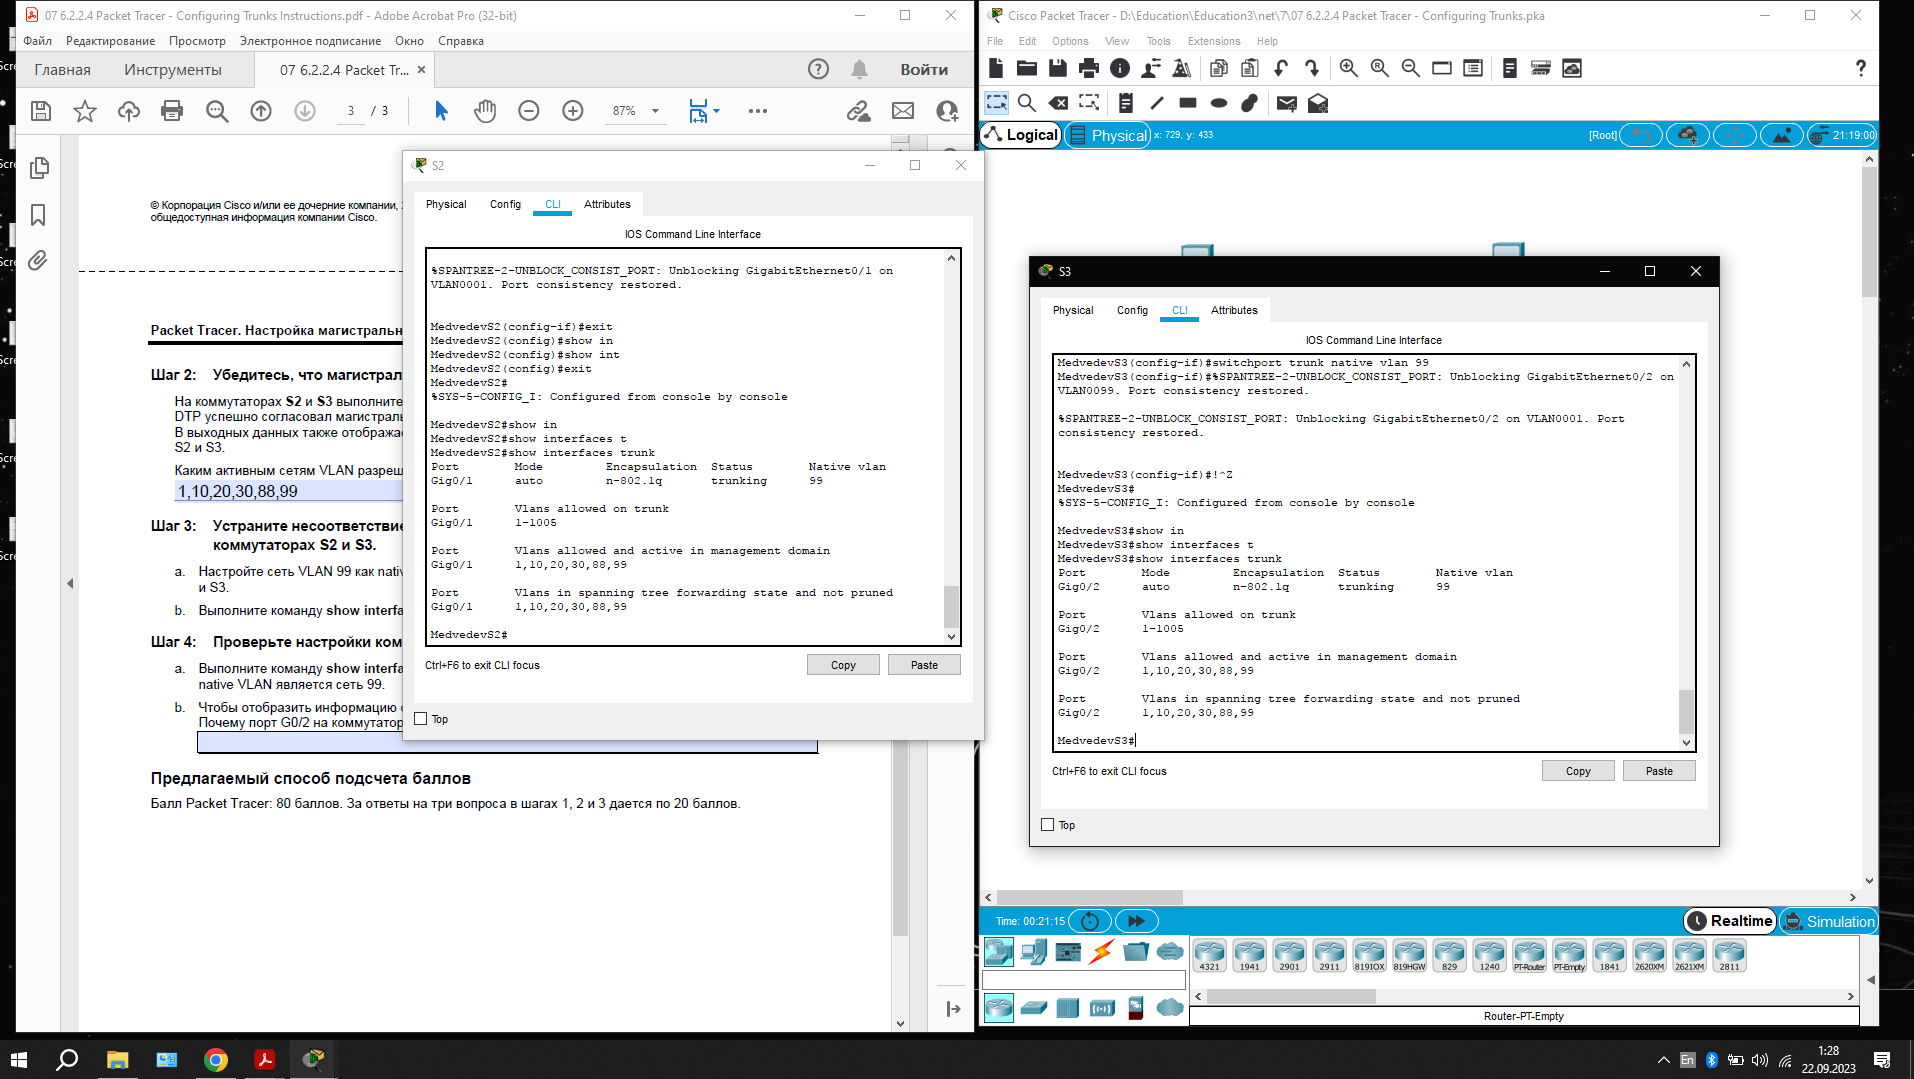 07 6.2.2.4 Packet Tracer - Configuring Trunks Instructions.pdf - Adobe Acrobat Pro (32-bit)
Файл Редактирование Просмотр Электронное подписание Окно Справка
Главная Инструменты 07 6.2.2.4 Packet Tr... × Войти
3 / 3 87%
© Корпорация Cisco и/или ее дочерние компании,
общедоступная информация компании Cisco.
Packet Tracer. Настройка магистральн
Шаг 2: Убедитесь, что магистрал
На коммутаторах S2 и S3 выполните
DTP успешно согласовал магистраль
В выходных данных также отображае
S2 и S3.
Каким активным сетям VLAN разреш
1,10,20,30,88,99
Шаг 3: Устраните несоответствие
коммутаторах S2 и S3.
a. Настройте сеть VLAN 99 как nativ
и S3.
b. Выполните команду show interfa
Шаг 4: Проверьте настройки ком
a. Выполните команду show interfa
native VLAN является сеть 99.
b. Чтобы отобразить информацию
Почему порт G0/2 на коммутатор
Предлагаемый способ подсчета баллов
Балл Packet Tracer: 80 баллов. За ответы на три вопроса в шагах 1, 2 и 3 дается по 20 баллов.
S2
Physical Config CLI Attributes
IOS Command Line Interface
%SPANTREE-2-UNBLOCK_CONSIST_PORT: Unblocking GigabitEthernet0/1 on
VLAN0001. Port consistency restored.
MedvedevS2(config-if)#exit
MedvedevS2(config)#show in
MedvedevS2(config)#show int
MedvedevS2(config)#exit
MedvedevS2#
%SYS-5-CONFIG_I: Configured from console by console
MedvedevS2#show in
MedvedevS2#show interfaces t
MedvedevS2#show interfaces trunk
Port Mode Encapsulation Status Native vlan
Gig0/1 auto n-802.1q trunking 99
Port Vlans allowed on trunk
Gig0/1 1-1005
Port Vlans allowed and active in management domain
Gig0/1 1,10,20,30,88,99
Port Vlans in spanning tree forwarding state and not pruned
Gig0/1 1,10,20,30,88,99
MedvedevS2#
Ctrl+F6 to exit CLI focus Copy Paste
Top
Cisco Packet Tracer - D:\Education\Education3\net\7\07 6.2.2.4 Packet Tracer - Configuring Trunks.pka
File Edit Options View Tools Extensions Help
Logical Physical x: 729, y: 433 [Root] 21:19:00
S3
Physical Config CLI Attributes
IOS Command Line Interface
MedvedevS3(config-if)#switchport trunk native vlan 99
MedvedevS3(config-if)#%SPANTREE-2-UNBLOCK_CONSIST_PORT: Unblocking GigabitEthernet0/2 on
VLAN0099. Port consistency restored.
%SPANTREE-2-UNBLOCK_CONSIST_PORT: Unblocking GigabitEthernet0/2 on VLAN0001. Port
consistency restored.
MedvedevS3(config-if)#!^Z
MedvedevS3#
%SYS-5-CONFIG_I: Configured from console by console
MedvedevS3#show in
MedvedevS3#show interfaces t
MedvedevS3#show interfaces trunk
Port Mode Encapsulation Status Native vlan
Gig0/2 auto n-802.1q trunking 99
Port Vlans allowed on trunk
Gig0/2 1-1005
Port Vlans allowed and active in management domain
Gig0/2 1,10,20,30,88,99
Port Vlans in spanning tree forwarding state and not pruned
Gig0/2 1,10,20,30,88,99
MedvedevS3#
Ctrl+F6 to exit CLI focus Copy Paste
Top
Time: 00:21:15 Realtime Simulation
4321 1941 2901 2911 819IOX 819HGW 829 1240 PT-Router PT-Empty 1841 2620XM 2621XM 2811
Router-PT-Empty
En 1:28
22.09.2023